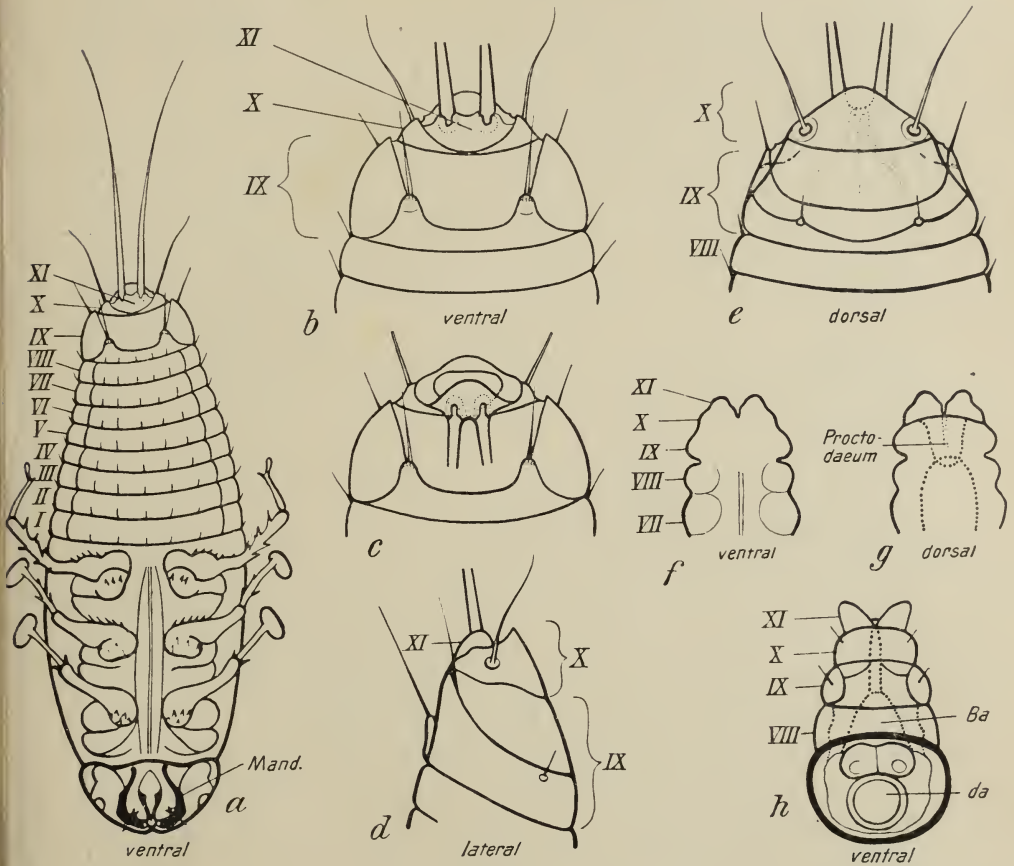 XI
X
IX
VIII
VII
VI
V
IV
III
II
I
Mand.
a
ventral
XI
X
IX
b
ventral
c
XI
X
IX
d
lateral
X
IX
VIII
e
dorsal
XI
X
IX
VIII
VII
f
ventral
Procto-
daeum
g
dorsal
XI
X
IX
VIII
Ba
da
h
ventral